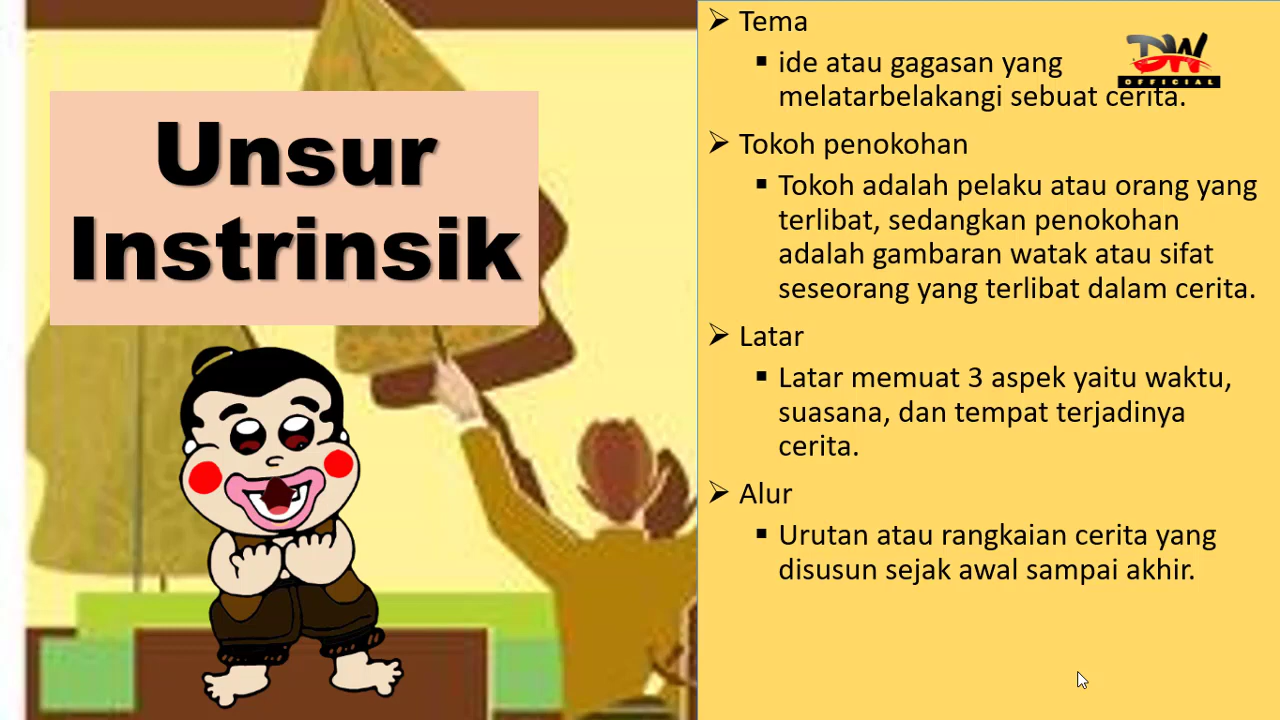 Unsur
Instrinsik
Tema
ide atau gagasan yang
melatarbelakangi sebuat cerita.
Tokoh penokohan
Tokoh adalah pelaku atau orang yang
terlibat, sedangkan penokohan
adalah gambaran watak atau sifat
seseorang yang terlibat dalam cerita.
Latar
Latar memuat 3 aspek yaitu waktu,
suasana, dan tempat terjadinya
cerita.
Alur
Urutan atau rangkaian cerita yang
disusun sejak awal sampai akhir.
DW
OFFICIAL